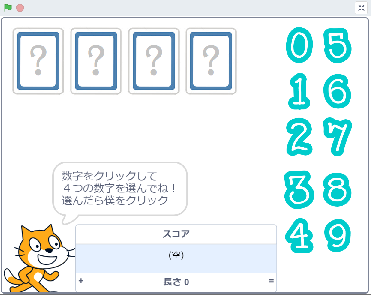 ? ? ? ?
0 5
1 6
2 7
3 8
4 9
数字をクリックして
4つの数字を選んでね！
選んだら僕をクリック
スコア
(空)
+ 長さ 0 =